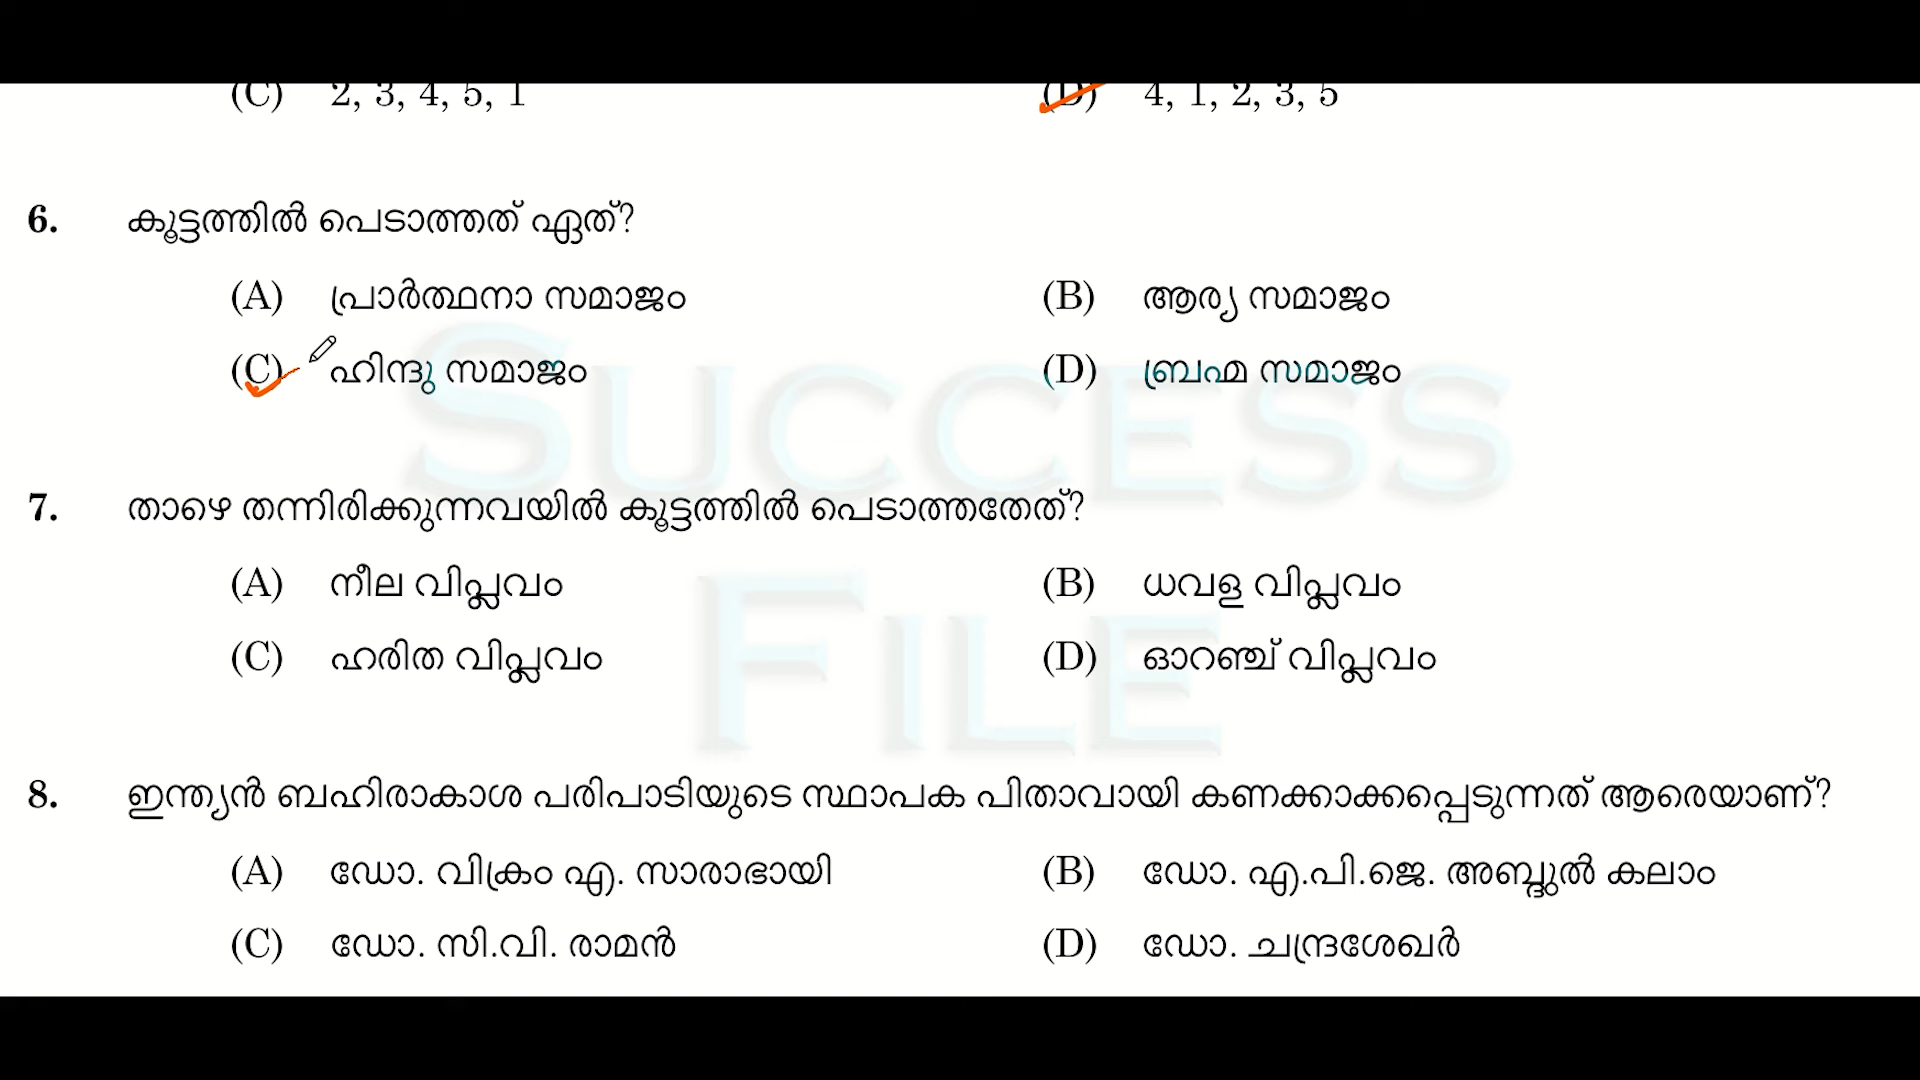 (C) 2, 3, 4, 5, 1 (D) 4, 1, 2, 3, 5
6. കൂട്ടത്തിൽ പെടാത്തത് ഏത്?
(A) പ്രാർത്ഥനാ സമാജം (B) ആര്യ സമാജം
(C) ഹിന്ദു സമാജം (D) ബ്രഹ്മ സമാജം
SUCCESS
7. താഴെ തന്നിരിക്കുന്നവയിൽ കൂട്ടത്തിൽ പെടാത്തതേത്?
(A) നീല വിപ്ലവം (B) ധവള വിപ്ലവം
(C) ഹരിത വിപ്ലവം (D) ഓറഞ്ച് വിപ്ലവം
FILE
8. ഇന്ത്യൻ ബഹിരാകാശ പരിപാടിയുടെ സ്ഥാപക പിതാവായി കണക്കാക്കപ്പെടുന്നത് ആരെയാണ്?
(A) ഡോ. വിക്രം എ. സാരാഭായി (B) ഡോ. എ.പി.ജെ. അബ്ദുൽ കലാം
(C) ഡോ. സി.വി. രാമൻ (D) ഡോ. ചന്ദ്രശേഖർ